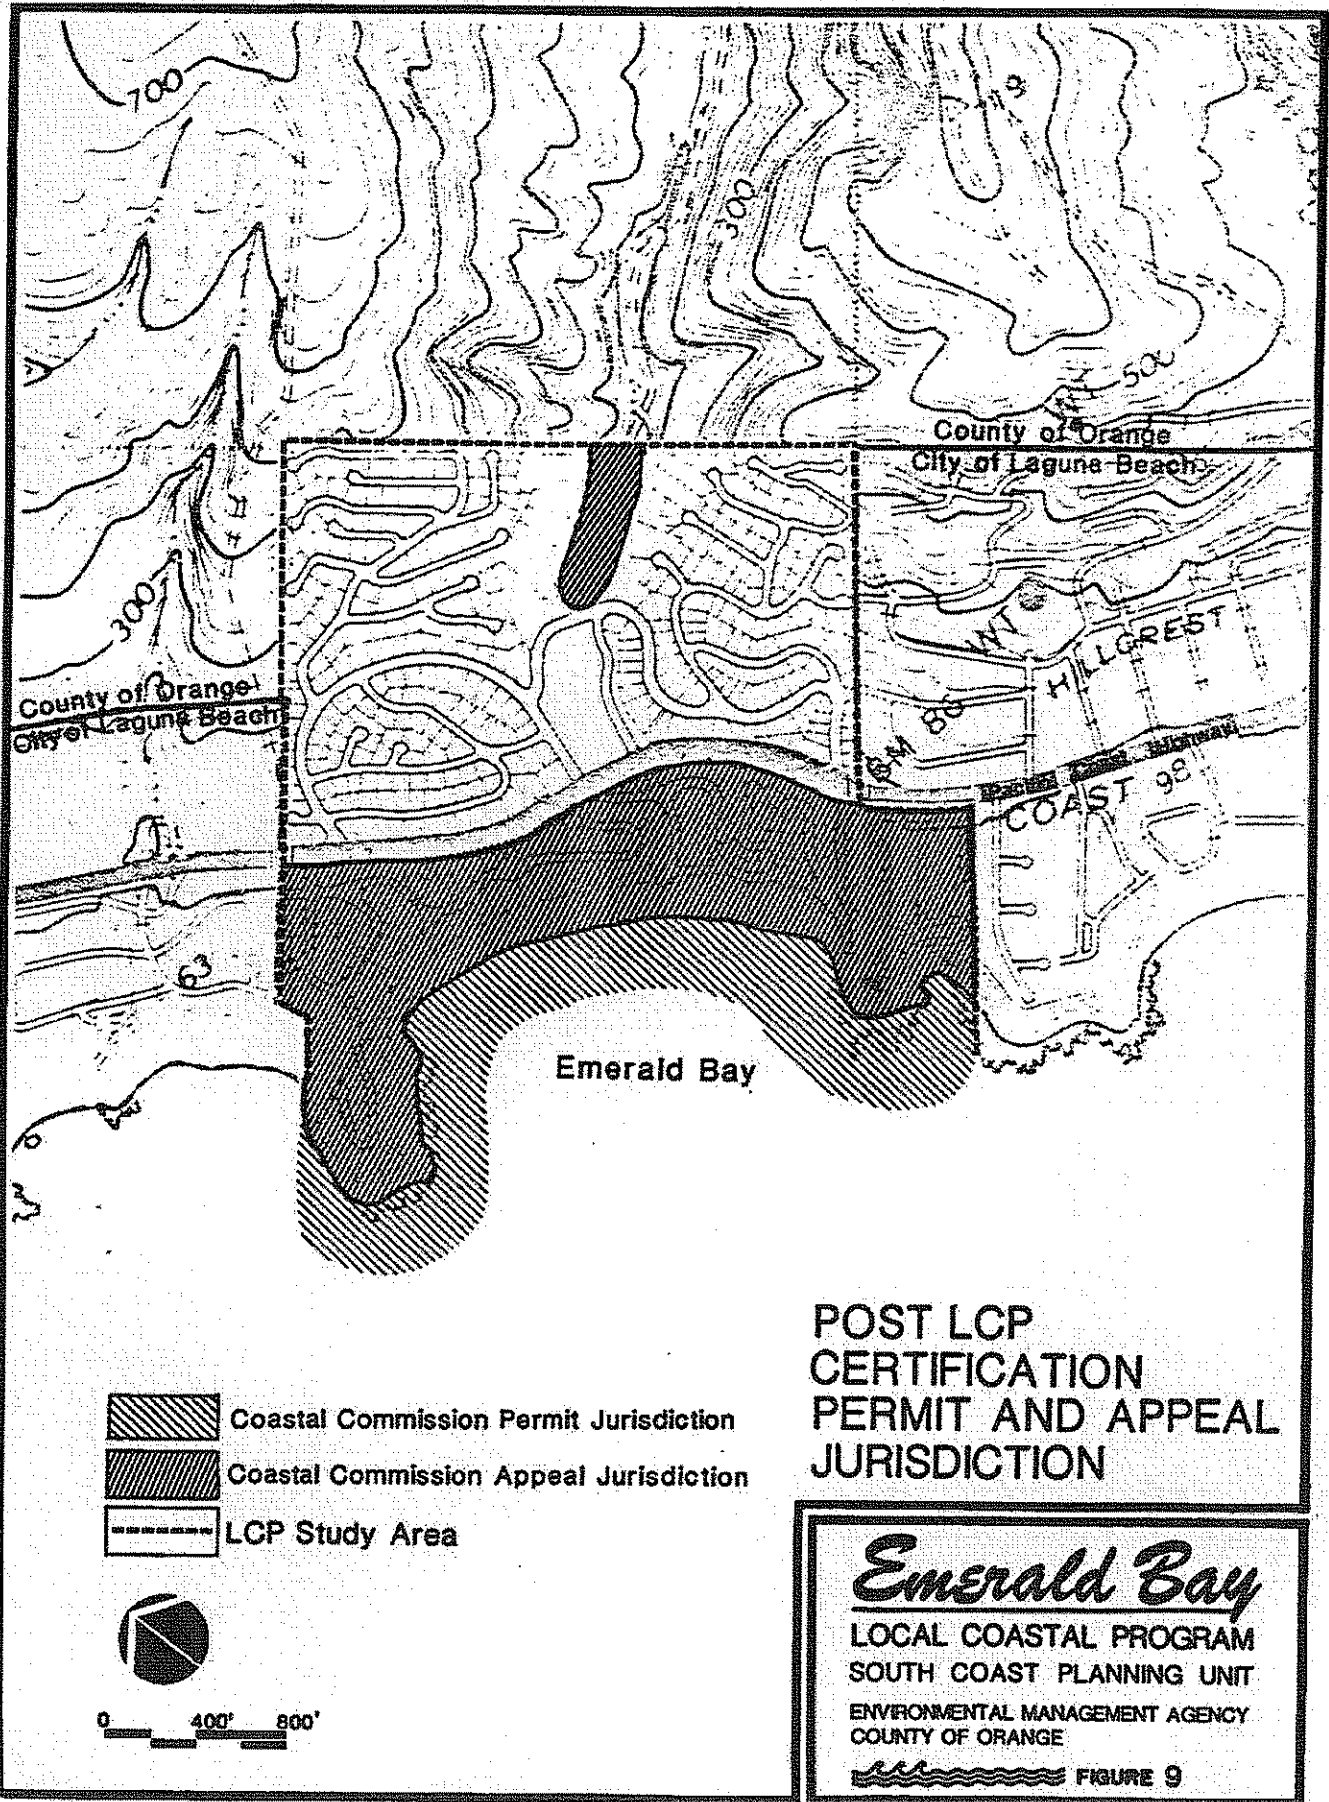 700
300
500
County of Orange
City of Laguna Beach
300
County of Orange
City of Laguna Beach
HILLCREST
BM 86
Pacific Coast Highway
COAST
98
63
Emerald Bay
POST LCP
CERTIFICATION
PERMIT AND APPEAL
JURISDICTION
Coastal Commission Permit Jurisdiction
Coastal Commission Appeal Jurisdiction
LCP Study Area
0 400' 800'
Emerald Bay
LOCAL COASTAL PROGRAM
SOUTH COAST PLANNING UNIT
ENVIRONMENTAL MANAGEMENT AGENCY
COUNTY OF ORANGE
FIGURE 9